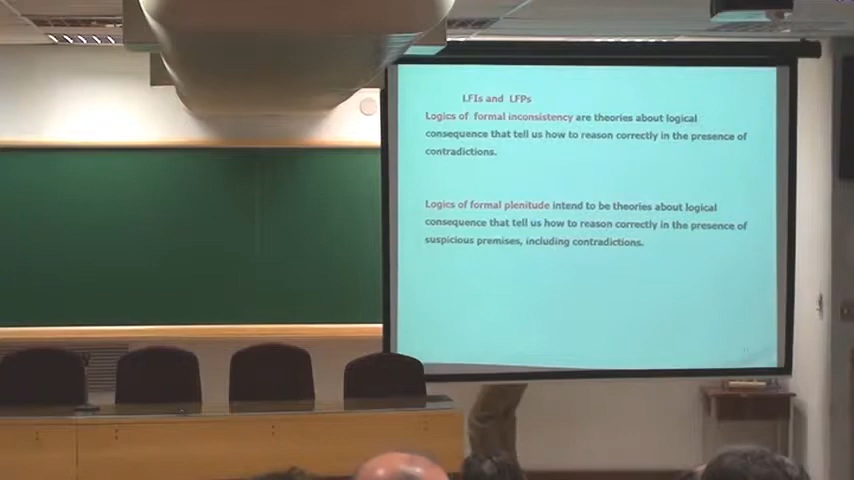 LFIs and LFPs
Logics of formal inconsistency are theories about logical
consequence that tell us how to reason correctly in the presence of
contradictions.
Logics of formal plenitude intend to be theories about logical
consequence that tell us how to reason correctly in the presence of
suspicious premises, including contradictions.